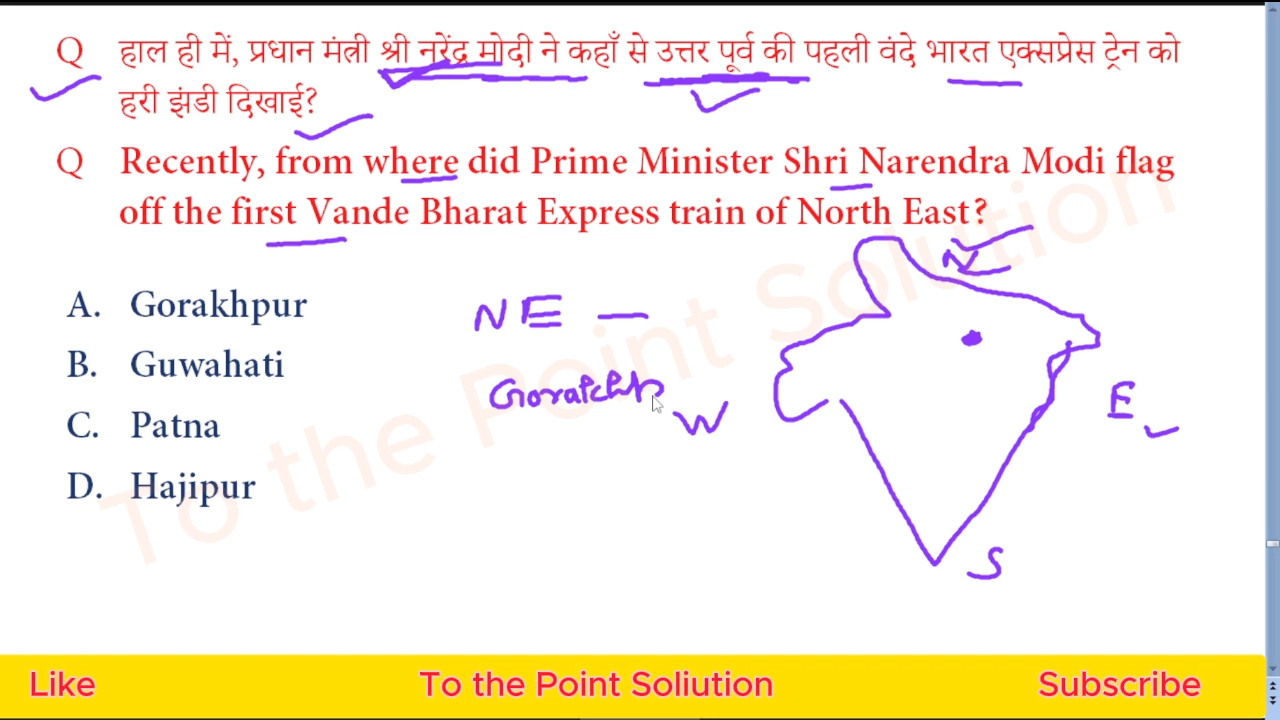 Q हाल ही में, प्रधान मंत्री श्री नरेंद्र मोदी ने कहाँ से उत्तर पूर्व की पहली वंदे भारत एक्सप्रेस ट्रेन को
हरी झंडी दिखाई?
Q Recently, from where did Prime Minister Shri Narendra Modi flag
off the first Vande Bharat Express train of North East?
A. Gorakhpur
B. Guwahati
C. Patna
D. Hajipur
N
NE —
Gorakhp
W
E
S
To the Point Solution
Like To the Point Soliution Subscribe